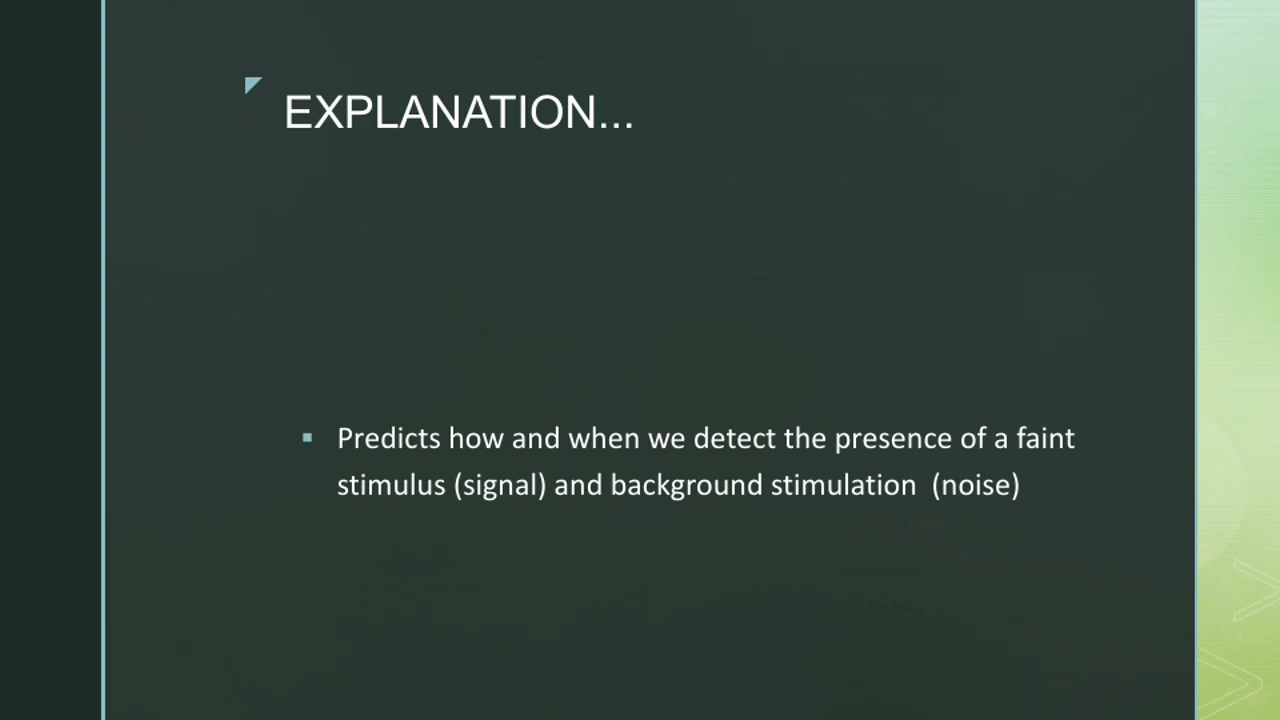 EXPLANATION...
▪ Predicts how and when we detect the presence of a faint
stimulus (signal) and background stimulation  (noise)